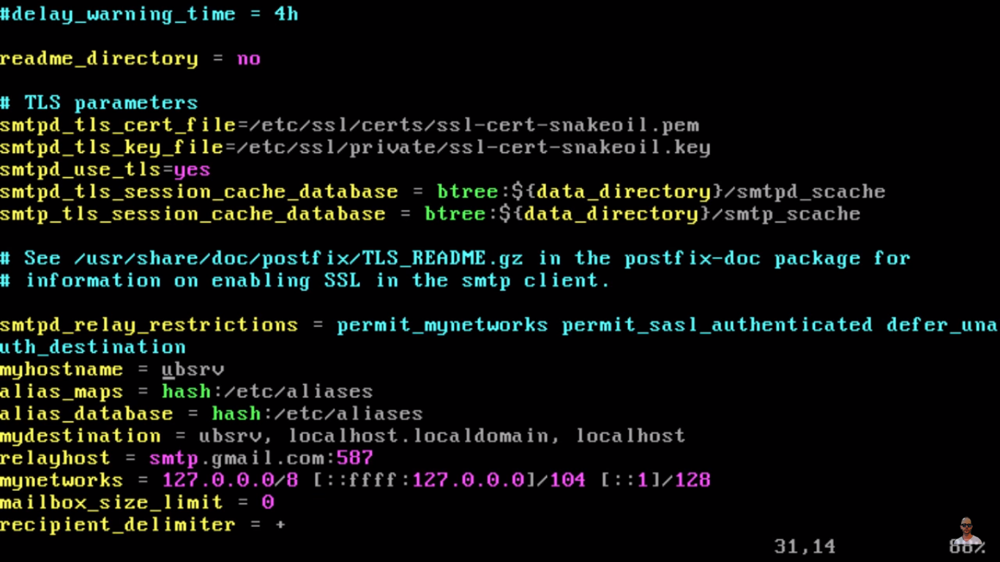 #delay_warning_time = 4h
readme_directory = no
# TLS parameters
smtpd_tls_cert_file=/etc/ssl/certs/ssl-cert-snakeoil.pem
smtpd_tls_key_file=/etc/ssl/private/ssl-cert-snakeoil.key
smtpd_use_tls=yes
smtpd_tls_session_cache_database = btree:${data_directory}/smtpd_scache
smtp_tls_session_cache_database = btree:${data_directory}/smtp_scache
# See /usr/share/doc/postfix/TLS_README.gz in the postfix-doc package for
# information on enabling SSL in the smtp client.
smtpd_relay_restrictions = permit_mynetworks permit_sasl_authenticated defer_una
uth_destination
myhostname = ubsrv
alias_maps = hash:/etc/aliases
alias_database = hash:/etc/aliases
mydestination = ubsrv, localhost.localdomain, localhost
relayhost = smtp.gmail.com:587
mynetworks = 127.0.0.0/8 [::ffff:127.0.0.0]/104 [::1]/128
mailbox_size_limit = 0
recipient_delimiter = +
31,14